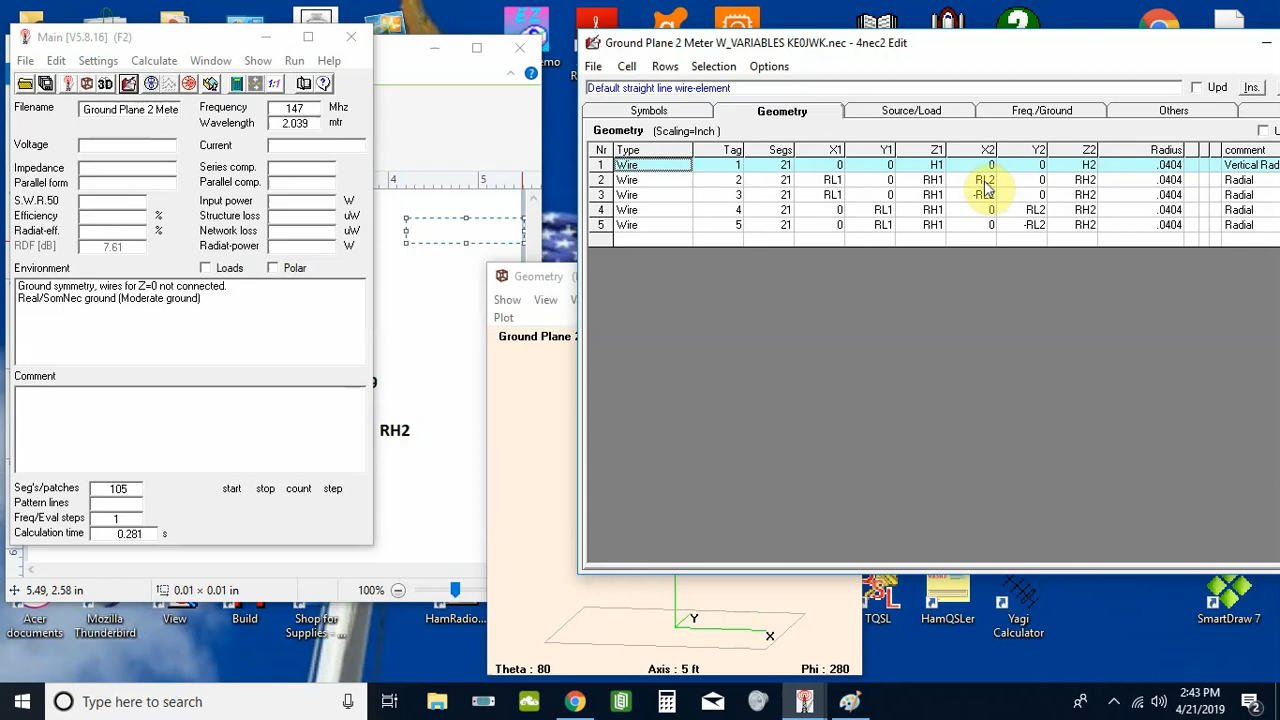 Main [V5.8.16] (F2)
File Edit Settings Calculate Window Show Run Help
3D
1:1
Filename Ground Plane 2 Mete Frequency 147 Mhz
Wavelength 2.039 mtr
Voltage Current
Impedance Series comp.
Parallel form Parallel comp.
S.W.R.50 Input power W
Efficiency % Structure loss uW
Radiat-eff. % Network loss uW
RDF [dB] 7.61 Radiat-power W
Environment Loads Polar
Ground symmetry, wires at Z=0 not connected.
Real/SomNec ground (Moderate ground)
Comment
Seg's/patches 105 start stop count step
Pattern lines
Freq/Eval steps 1
Calculation time 0.281 s
4 5
RH2
5.49, 2.58 in 0.01 × 0.01 in 100%
Ground Plane 2 Meter W_VARIABLES KE0JWK.nec - 4nec2 Edit
File Cell Rows Selection Options
Default straight line wire-element Upd Ins.
Symbols Geometry Source/Load Freq./Ground Others
Geometry (Scaling=Inch)
Nr Type Tag Segs X1 Y1 Z1 X2 Y2 Z2 Radius comment
1 Wire 1 21 0 0 H1 0 0 H2 .0404 Vertical Rad
2 Wire 2 21 RL1 0 RH1 RL2 0 RH2 .0404 Radial
3 Wire 3 21 RL1 0 RH1 -RL2 0 RH2 .0404 Radial
4 Wire 4 21 0 RL1 RH1 0 RL2 RH2 .0404 Radial
5 Wire 5 21 0 RL1 RH1 0 -RL2 RH2 .0404 Radial
Geometry
Show View
Plot
Ground Plane 2
Y
X
Theta : 80 Axis : 5 ft Phi : 280
Acer documents
Mozilla Thunderbird
View
Build
Shop for Supplies - ...
HamRadio...
TQSL
HamQSLer
Yagi Calculator
SmartDraw 7
Type here to search
2:43 PM
4/21/2019
2